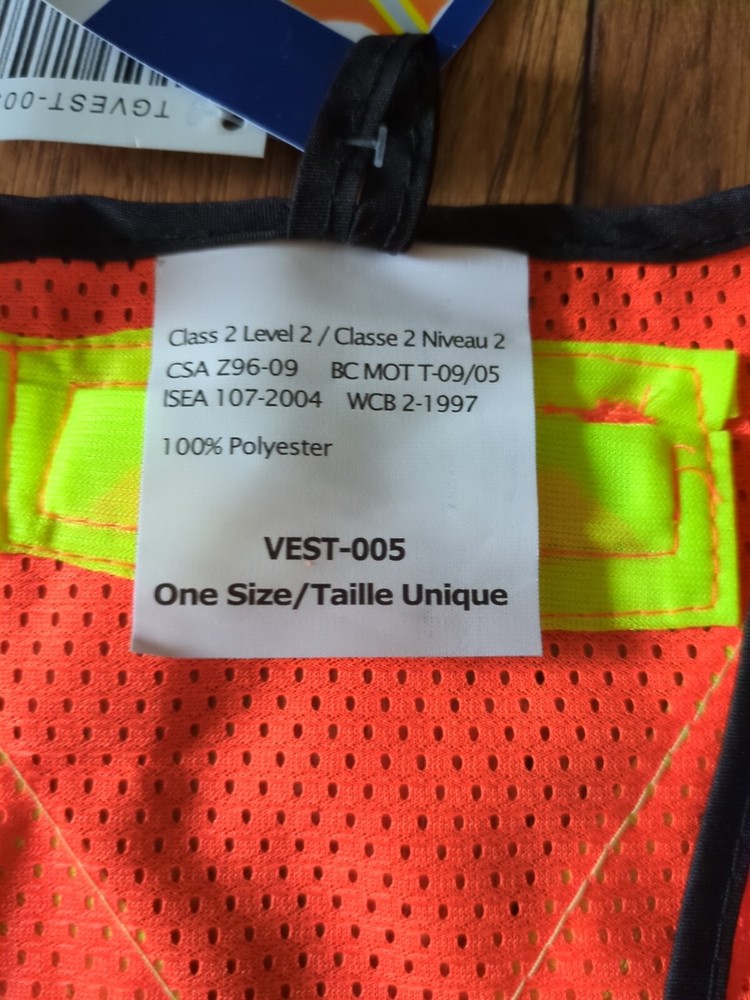 TGVEST-00
Class 2 Level 2 / Classe 2 Niveau 2
CSA Z96-09 BC MOT T-09/05
ISEA 107-2004 WCB 2-1997
100% Polyester
VEST-005
One Size/Taille Unique